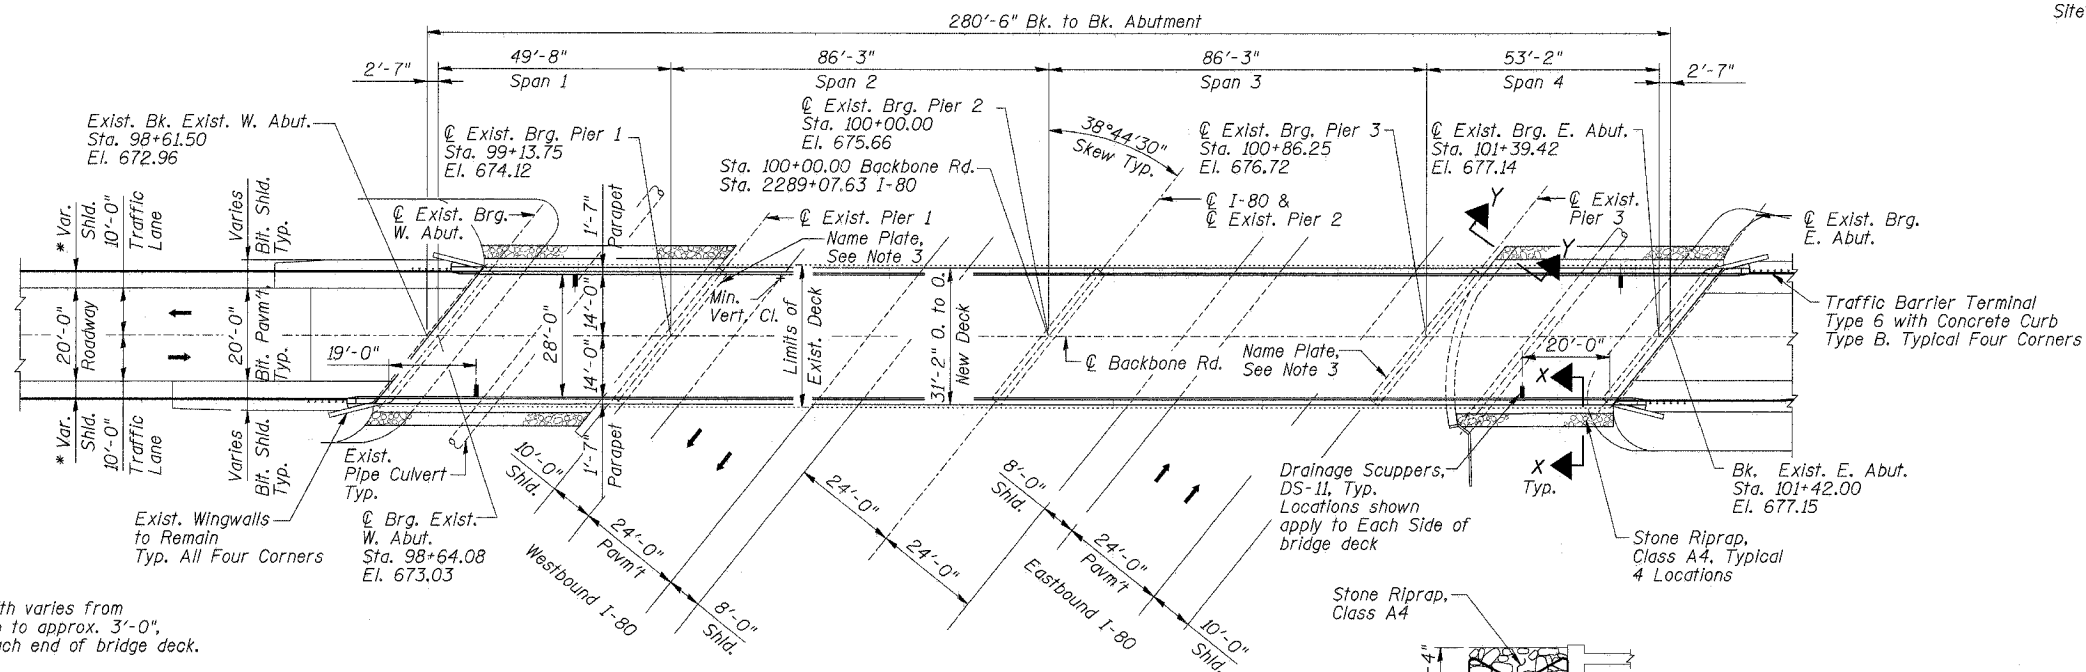 Site
280'-6" Bk. to Bk. Abutment
2'-7"
49'-8"
Span 1
86'-3"
Span 2
86'-3"
Span 3
53'-2"
Span 4
2'-7"
Exist. Bk. Exist. W. Abut.
Sta. 98+61.50
El. 672.96
℄ Exist. Brg. Pier 1
Sta. 99+13.75
El. 674.12
℄ Exist. Brg. Pier 2
Sta. 100+00.00
El. 675.66
Sta. 100+00.00 Backbone Rd.
Sta. 2289+07.63 I-80
38°44'30"
Skew Typ.
℄ Exist. Brg. Pier 3
Sta. 100+86.25
El. 676.72
℄ Exist. Brg. E. Abut.
Sta. 101+39.42
El. 677.14
℄ Exist. Brg.
W. Abut.
1'-7"
Parapet
℄ Exist. Pier 1
Name Plate,
See Note 3
℄ I-80 &
℄ Exist. Pier 2
Y
Y
℄ Exist.
Pier 3
℄ Exist. Brg.
E. Abut.
* Var.
Shld.
10'-0"
Traffic
Lane
Varies
Bit. Shld.
Typ.
20'-0"
Roadway
20'-0"
Bit. Pavm't,
Typ.
19'-0"
28'-0"
14'-0"
14'-0"
Min.
Vert. Cl.
Limits of
Exist. Deck
31'-2" O. to O.
New Deck
℄ Backbone Rd.
Name Plate,
See Note 3
20'-0"
X
X
Typ.
Traffic Barrier Terminal
Type 6 with Concrete Curb
Type B. Typical Four Corners
* Var.
Shld.
10'-0"
Traffic
Lane
Varies
Bit. Shld.
Typ.
Exist.
Pipe Culvert
Typ.
1'-7"
Parapet
Exist. Wingwalls
to Remain
Typ. All Four Corners
℄ Brg. Exist.
W. Abut.
Sta. 98+64.08
El. 673.03
10'-0"
Shld.
24'-0"
Pavm't
8'-0"
Shld.
Westbound I-80
24'-0"
24'-0"
8'-0"
Shld.
24'-0"
Pavm't
10'-0"
Shld.
Eastbound I-80
Drainage Scuppers,
DS-11, Typ.
Locations shown
apply to Each Side of
bridge deck
Bk. Exist. E. Abut.
Sta. 101+42.00
El. 677.15
Stone Riprap,
Class A4, Typical
4 Locations
Stone Riprap,
Class A4
varies from
to approx. 3'-0",
end of bridge deck.